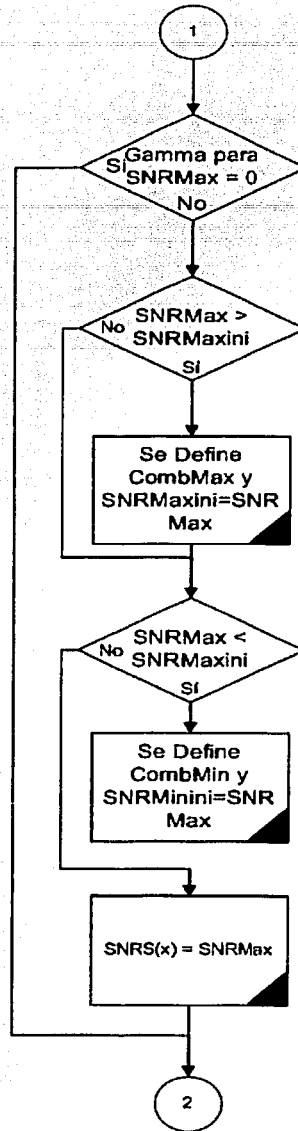 1
Si Gamma para
SNRMax = 0
No
SNRMax >
No SNRMaxini
Sí
Se Define
CombMax y
SNRMaxini=SNR
Max
SNRMax <
No SNRMaxini
Sí
Se Define
CombMin y
SNRMinini=SNR
Max
SNRS(x) = SNRMax
2